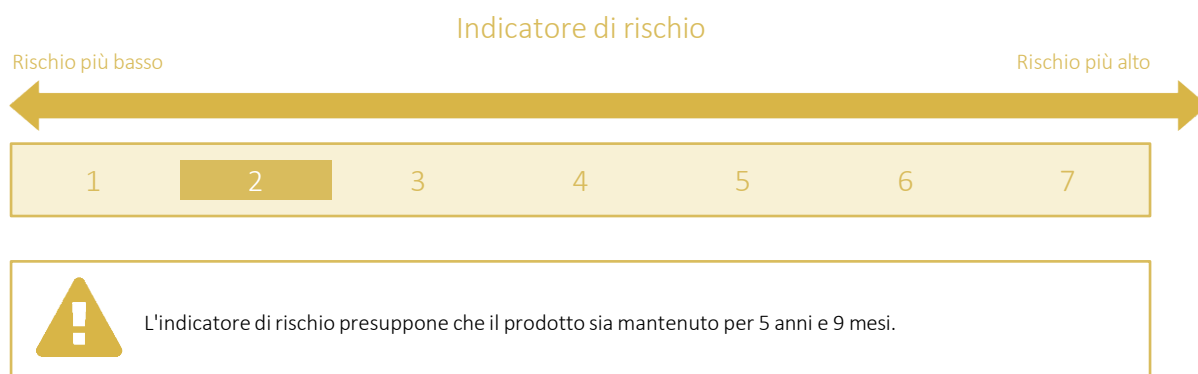 Indicatore di rischio
Rischio più basso Rischio più alto
1 2 3 4 5 6 7
L'indicatore di rischio presuppone che il prodotto sia mantenuto per 5 anni e 9 mesi.